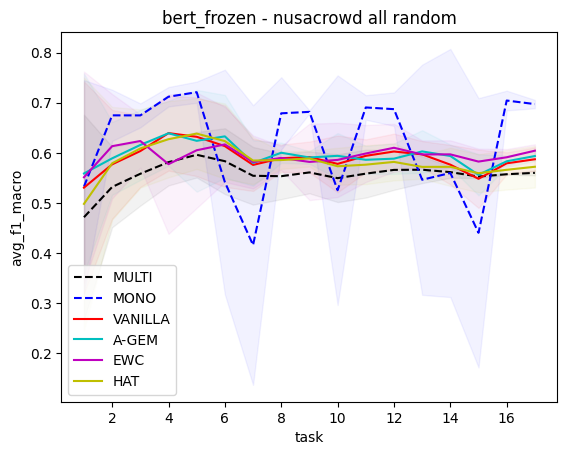 bert_frozen - nusacrowd all random
avg_f1_macro
0.8
0.7
0.6
0.5
0.4
0.3
0.2
MULTI
MONO
VANILLA
A-GEM
EWC
HAT
2 4 6 8 10 12 14 16
task